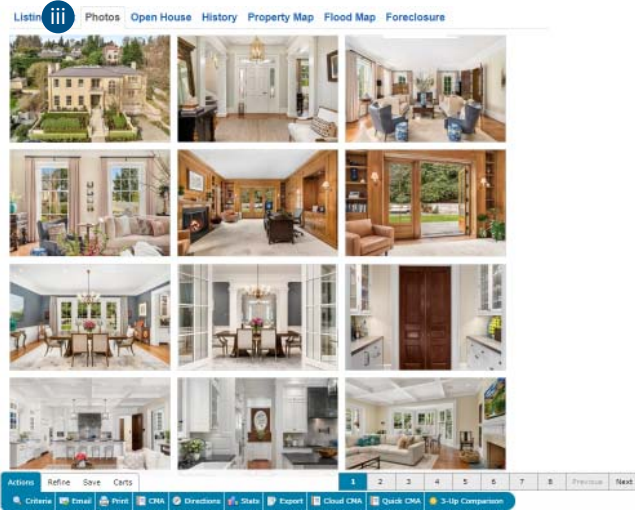 Listin iii Photos Open House History Property Map Flood Map Foreclosure
Actions Refine Save Carts 1 2 3 4 5 6 7 8 Previous Next
Criteria Email Print CMA Directions Stats Export Cloud CMA Quick CMA 3-Up Comparison